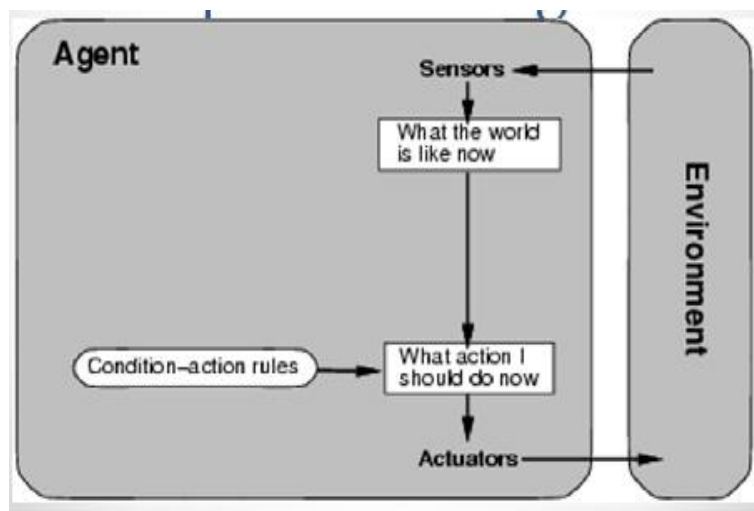 Agent
Sensors
What the world
is like now
Environment
Condition-action rules
What action I
should do now
Actuators